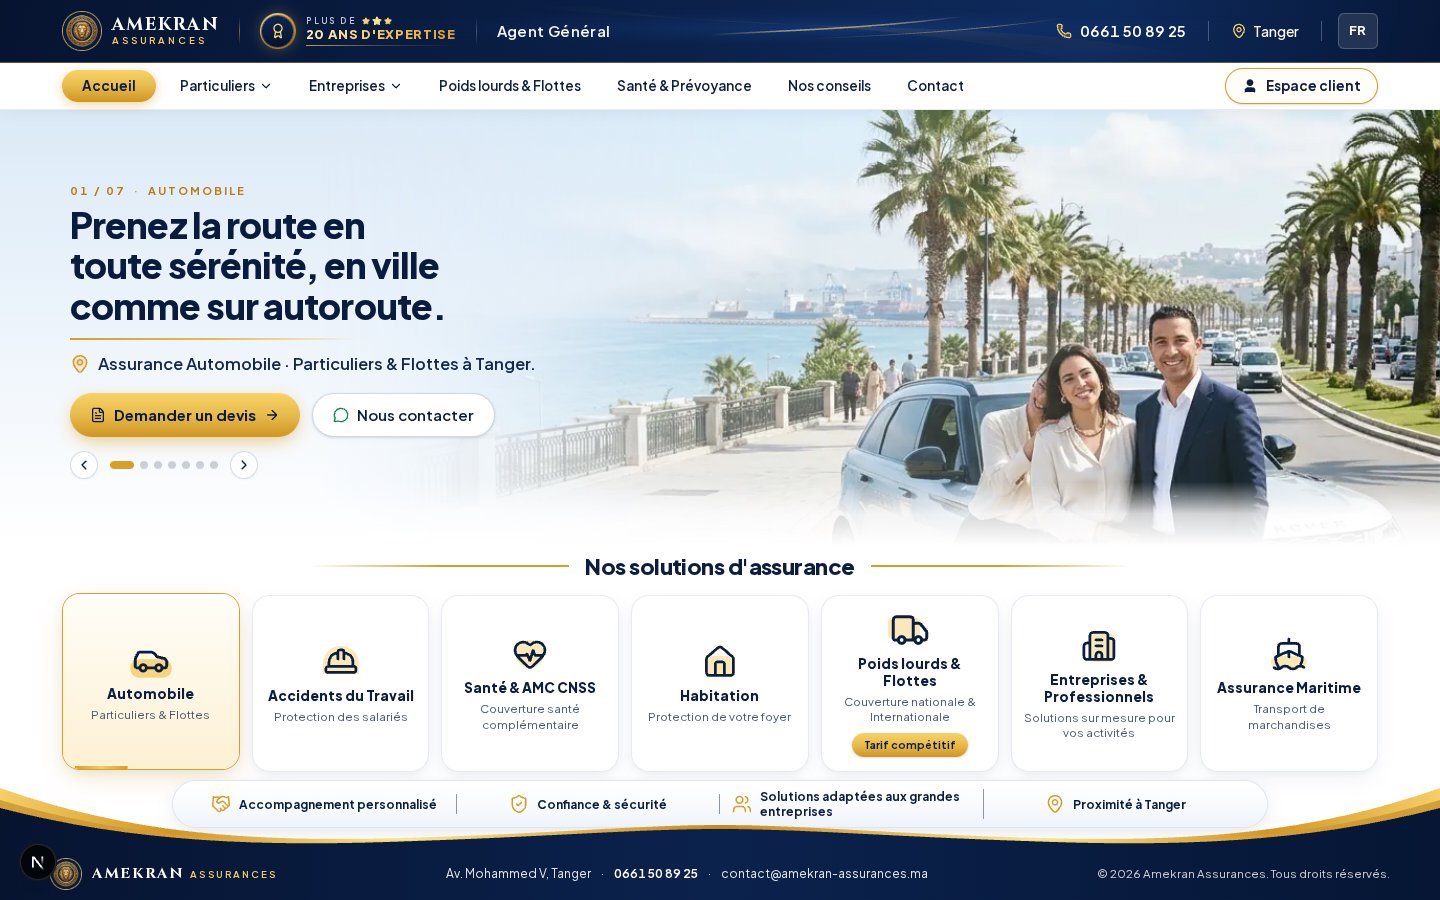 AMEKRAN
ASSURANCES
PLUS DE
20 ANS D'EXPERTISE
Agent Général
0661 50 89 25
Tanger
FR
Accueil
Particuliers
Entreprises
Poids lourds & Flottes
Santé & Prévoyance
Nos conseils
Contact
Espace client
01 / 07 · AUTOMOBILE
Prenez la route en
toute sérénité, en ville
comme sur autoroute.
Assurance Automobile · Particuliers & Flottes à Tanger.
Demander un devis
Nous contacter
Nos solutions d'assurance
Automobile
Particuliers & Flottes
Accidents du Travail
Protection des salariés
Santé & AMC CNSS
Couverture santé
complémentaire
Habitation
Protection de votre foyer
Poids lourds &
Flottes
Couverture nationale &
Internationale
Tarif compétitif
Entreprises &
Professionnels
Solutions sur mesure pour
vos activités
Assurance Maritime
Transport de
marchandises
Accompagnement personnalisé
Confiance & sécurité
Solutions adaptées aux grandes
entreprises
Proximité à Tanger
N
AMEKRAN ASSURANCES
Av. Mohammed V, Tanger · 0661 50 89 25 · contact@amekran-assurances.ma
© 2026 Amekran Assurances. Tous droits réservés.